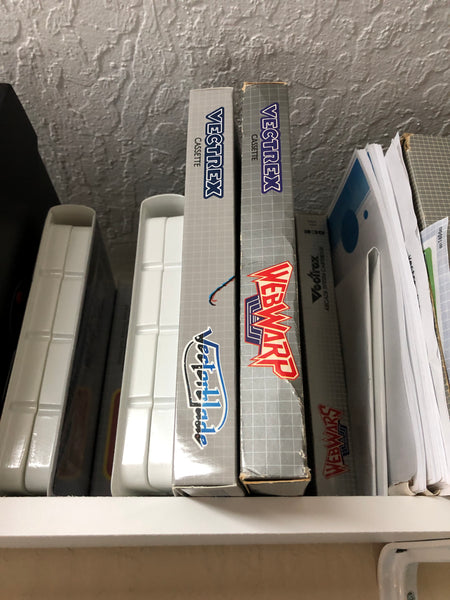 VECTREX
CASSETTE
Vectorblade
VECTREX
CASSETTE
WEBWARP
Vectrex
WEBWARS